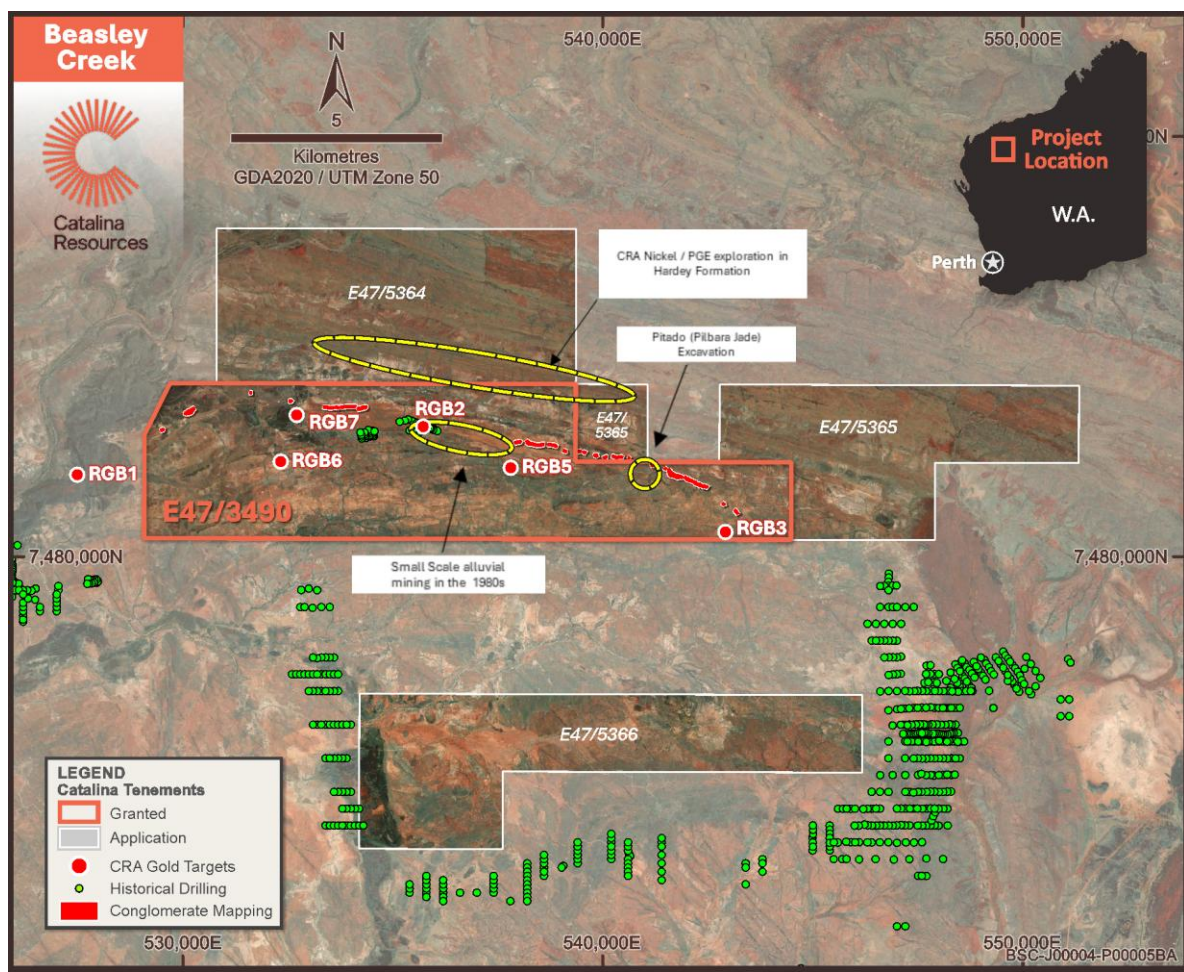 Beasley
Creek
Catalina
Resources
N
5
Kilometres
GDA2020 / UTM Zone 50
540,000E
550,000E
Project
Location
W.A.
Perth
CRA Nickel / PGE exploration in
Hardey Formation
Pitado (Pilbara Jade)
Excavation
E47/5364
E47/
5365
E47/5365
RGB7
RGB2
RGB1
RGB6
RGB5
E47/3490
RGB3
7,480,000N
7,480,000N
Small Scale alluvial
mining in the 1980s
E47/5366
LEGEND
Catalina Tenements
Granted
Application
CRA Gold Targets
Historical Drilling
Conglomerate Mapping
530,000E
540,000E
550,000E
BSC-J00004-P00005BA